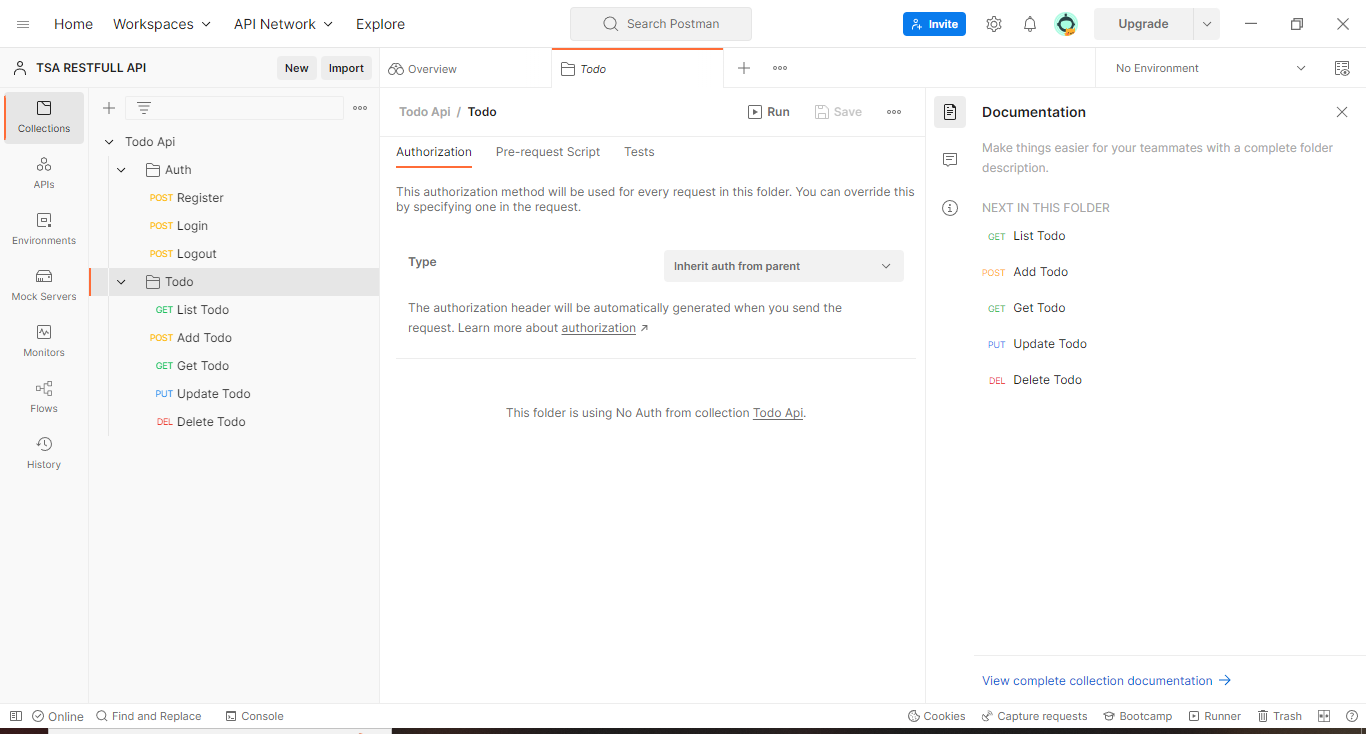 Home
Workspaces
API Network
Explore
Search Postman
Invite
Upgrade
TSA RESTFULL API
New
Import
Overview
Todo
No Environment
Collections
APIs
Environments
Mock Servers
Monitors
Flows
History
Todo Api
Auth
POST Register
POST Login
POST Logout
Todo
GET List Todo
POST Add Todo
GET Get Todo
PUT Update Todo
DEL Delete Todo
Todo Api / Todo
Run
Save
Authorization
Pre-request Script
Tests
This authorization method will be used for every request in this folder. You can override this
by specifying one in the request.
Type
Inherit auth from parent
The authorization header will be automatically generated when you send the
request. Learn more about authorization ↗
This folder is using No Auth from collection Todo Api.
Documentation
Make things easier for your teammates with a complete folder
description.
NEXT IN THIS FOLDER
GET List Todo
POST Add Todo
GET Get Todo
PUT Update Todo
DEL Delete Todo
View complete collection documentation →
Online
Find and Replace
Console
Cookies
Capture requests
Bootcamp
Runner
Trash